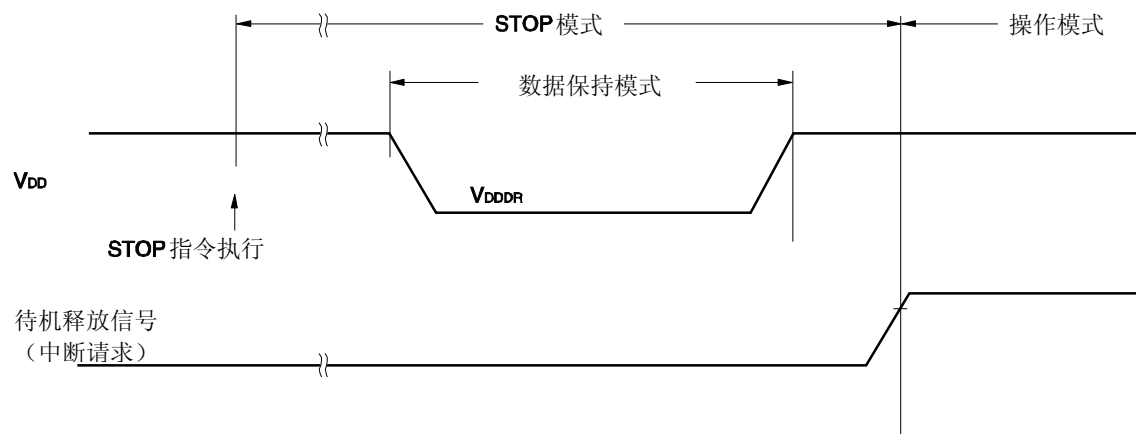 STOP模式
操作模式
数据保持模式
VDD
VDDDR
STOP指令执行
待机释放信号
（中断请求）